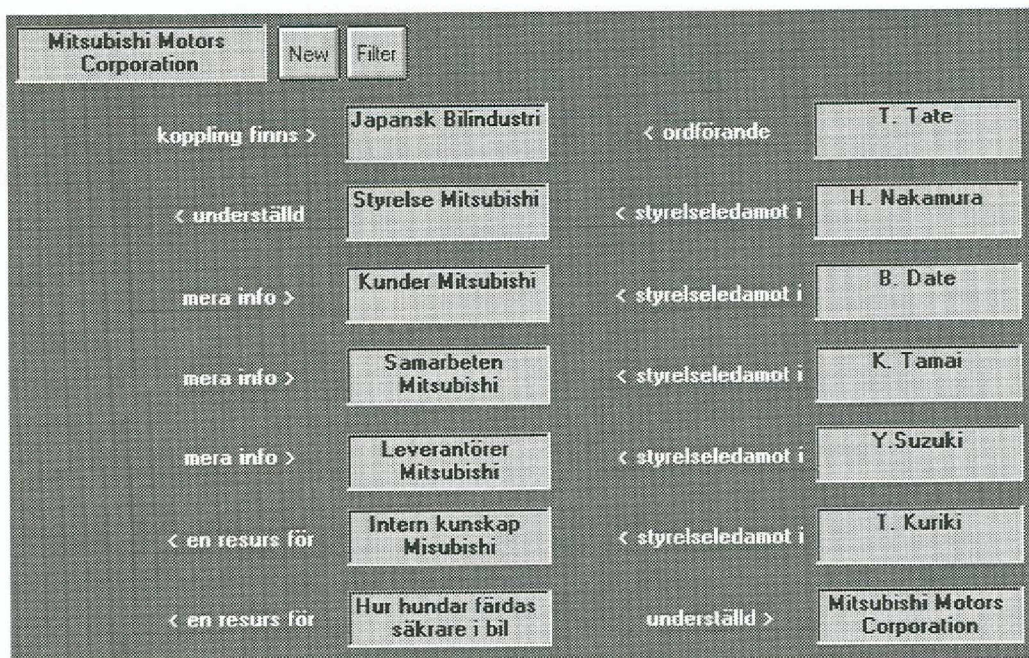 Mitsubishi Motors
Corporation
New
Filter
koppling finns >
Japansk Bilindustri
< ordförande
T. Tate
< underställd
Styrelse Mitsubishi
< styrelseledamot i
H. Nakamura
mera info >
Kunder Mitsubishi
< styrelseledamot i
B. Date
mera info >
Samarbeten
Mitsubishi
< styrelseledamot i
K. Tamai
mera info >
Leverantörer
Mitsubishi
< styrelseledamot i
Y.Suzuki
< en resurs för
Intern kunskap
Misubishi
< styrelseledamot i
T. Kuriki
< en resurs för
Hur hundar färdas
säkrare i bil
underställd >
Mitsubishi Motors
Corporation